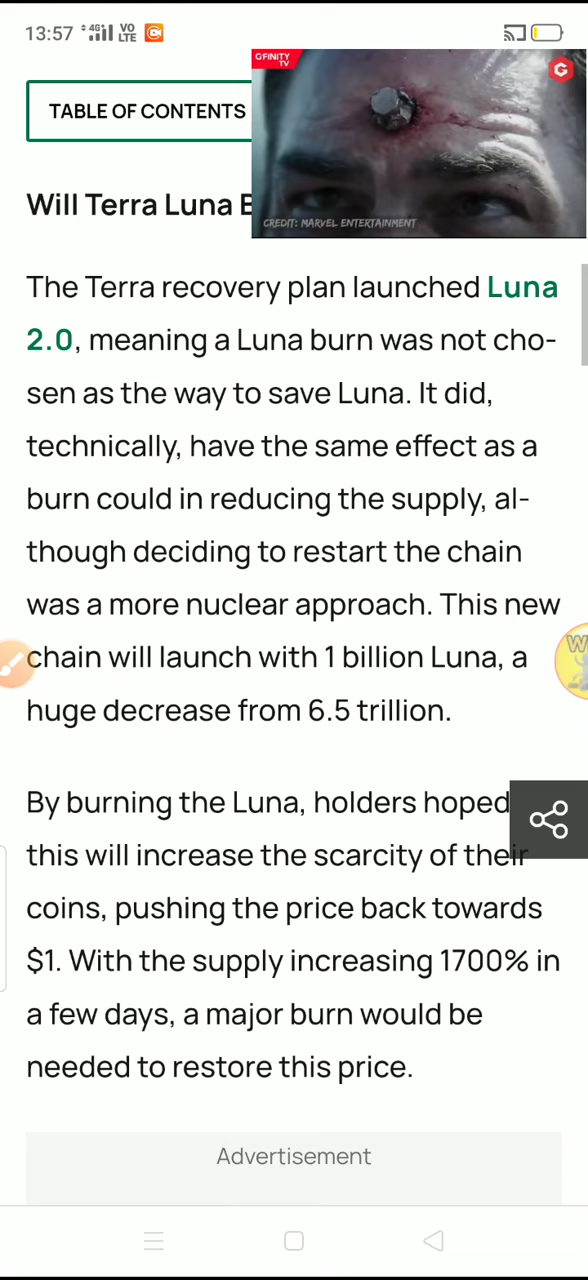 13:57 4G VO LTE
GFINITY TV
TABLE OF CONTENTS
CREDIT: MARVEL ENTERTAINMENT
Will Terra Luna
The Terra recovery plan launched Luna
2.0, meaning a Luna burn was not cho-
sen as the way to save Luna. It did,
technically, have the same effect as a
burn could in reducing the supply, al-
though deciding to restart the chain
was a more nuclear approach. This new
chain will launch with 1 billion Luna, a
huge decrease from 6.5 trillion.
By burning the Luna, holders hoped
this will increase the scarcity of their
coins, pushing the price back towards
$1. With the supply increasing 1700% in
a few days, a major burn would be
needed to restore this price.
Advertisement